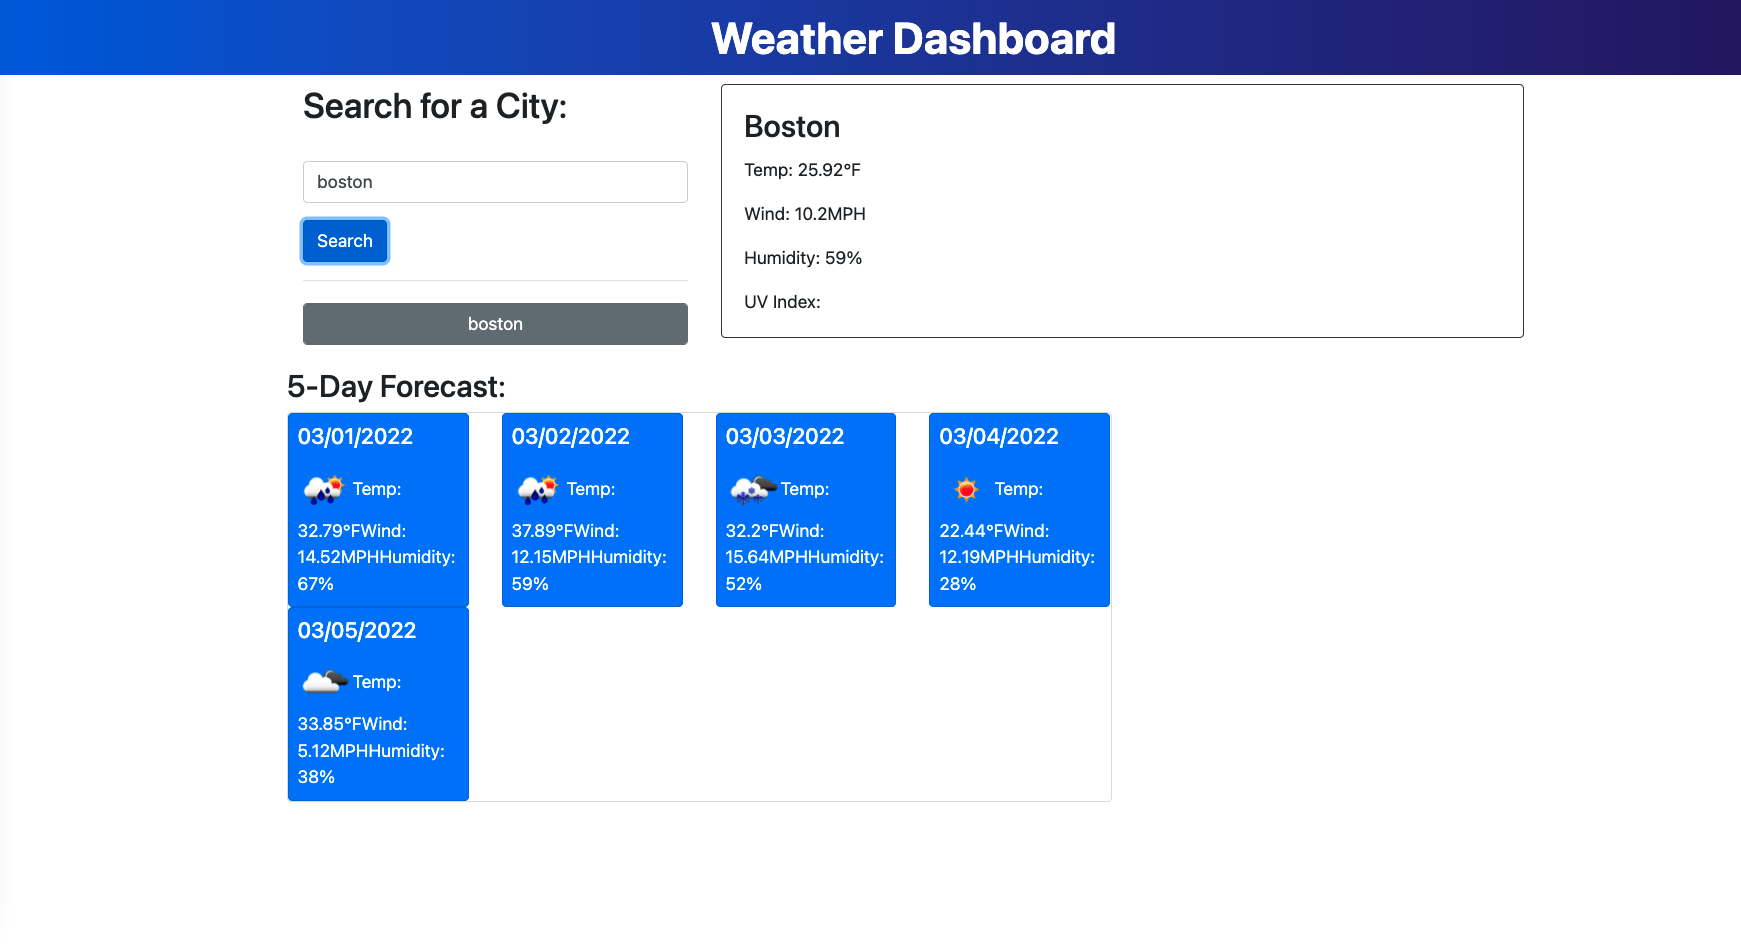 Weather Dashboard
Search for a City:
boston
Search
boston
Boston
Temp: 25.92°F
Wind: 10.2MPH
Humidity: 59%
UV Index:
5-Day Forecast:
03/01/2022
Temp:
32.79°FWind:
14.52MPHHumidity:
67%
03/02/2022
Temp:
37.89°FWind:
12.15MPHHumidity:
59%
03/03/2022
Temp:
32.2°FWind:
15.64MPHHumidity:
52%
03/04/2022
Temp:
22.44°FWind:
12.19MPHHumidity:
28%
03/05/2022
Temp:
33.85°FWind:
5.12MPHHumidity:
38%